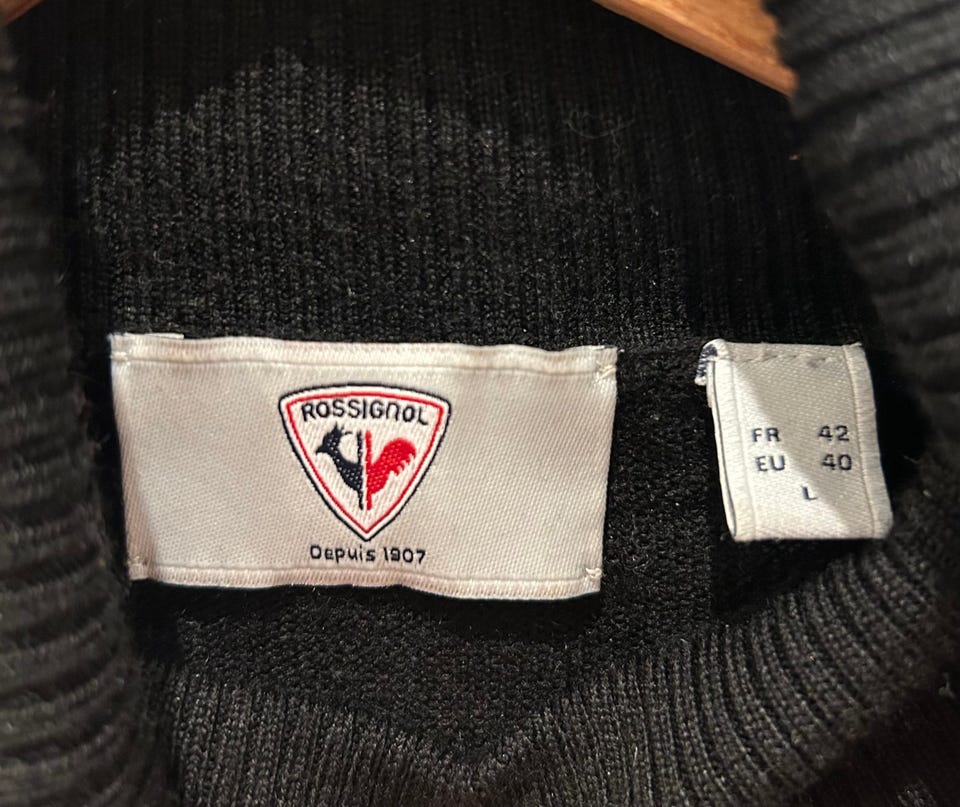 ROSSIGNOL
Depuis 1907
FR 42
EU 40
L